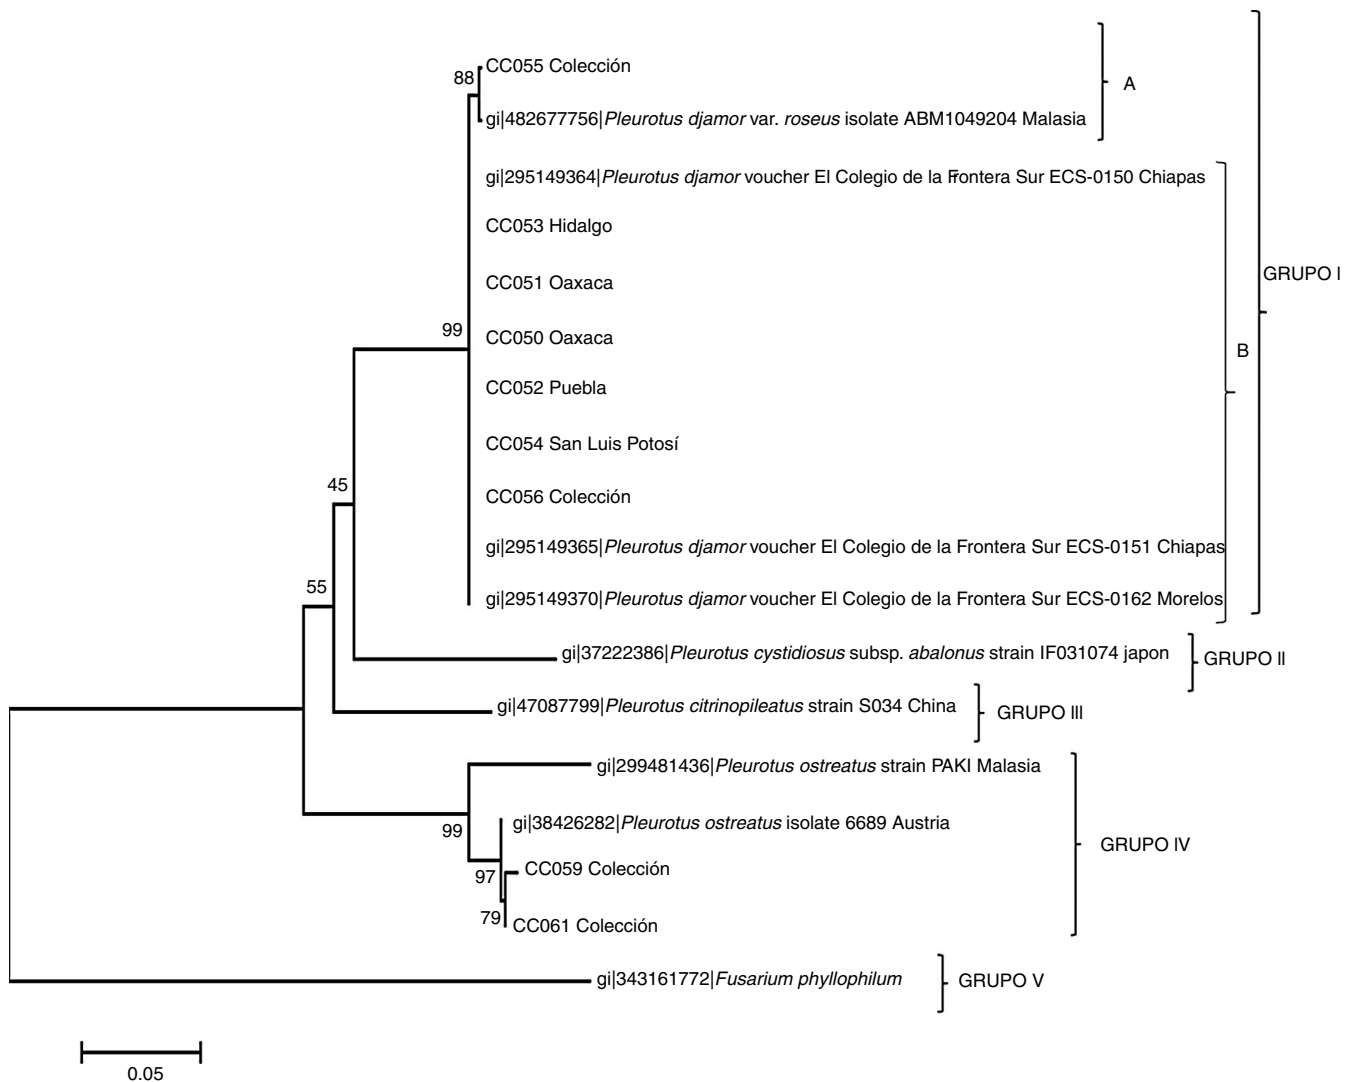 CC055 Colección
88
A
gi|482677756|Pleurotus djamor var. roseus isolate ABM1049204 Malasia
gi|295149364|Pleurotus djamor voucher El Colegio de la Frontera Sur ECS-0150 Chiapas
CC053 Hidalgo
GRUPO I
CC051 Oaxaca
99
CC050 Oaxaca
B
CC052 Puebla
CC054 San Luis Potosí
45
CC056 Colección
gi|295149365|Pleurotus djamor voucher El Colegio de la Frontera Sur ECS-0151 Chiapas
55
gi|295149370|Pleurotus djamor voucher El Colegio de la Frontera Sur ECS-0162 Morelos
gi|37222386|Pleurotus cystidiosus subsp. abalonus strain IF031074 japon
GRUPO II
gi|47087799|Pleurotus citrinopileatus strain S034 China
GRUPO III
gi|299481436|Pleurotus ostreatus strain PAKI Malasia
99
gi|38426282|Pleurotus ostreatus isolate 6689 Austria
GRUPO IV
97
CC059 Colección
79
CC061 Colección
gi|343161772|Fusarium phyllophilum
GRUPO V
0.05